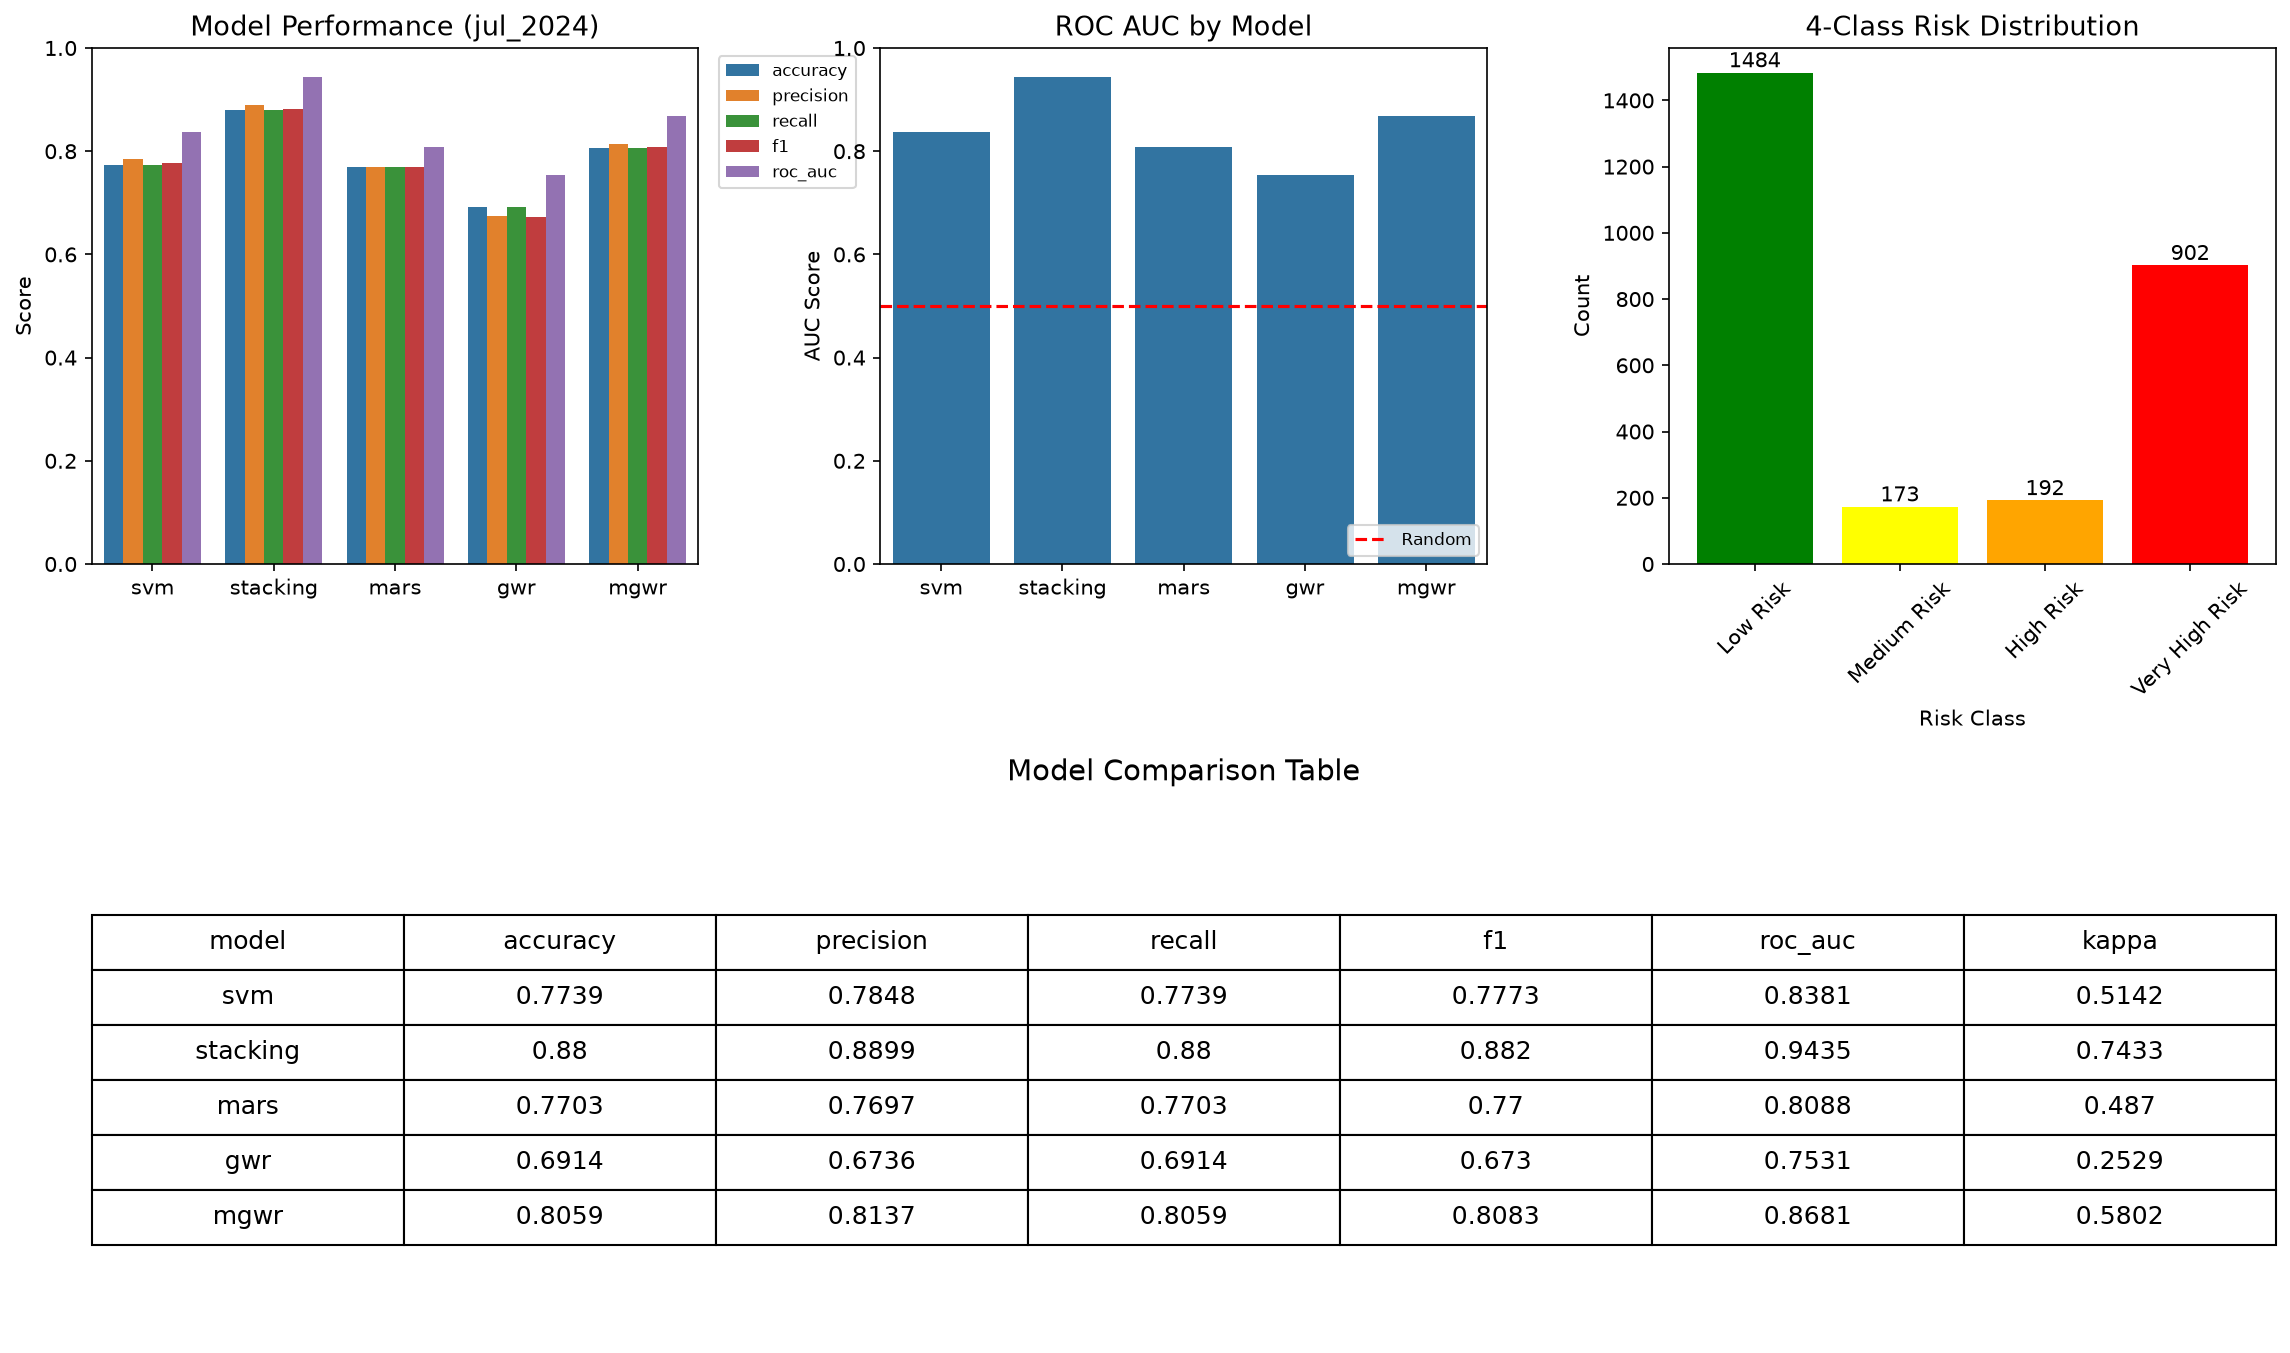 Model Performance (jul_2024)
Score
1.0
0.8
0.6
0.4
0.2
0.0
svm stacking mars gwr mgwr
accuracy
precision
recall
f1
roc_auc
ROC AUC by Model
AUC Score
1.0
0.8
0.6
0.4
0.2
0.0
Random
svm stacking mars gwr mgwr
4-Class Risk Distribution
Count
1400
1200
1000
800
600
400
200
0
1484
173
192
902
Low Risk
Medium Risk
High Risk
Very High Risk
Risk Class
Model Comparison Table
model accuracy precision recall f1 roc_auc kappa
svm 0.7739 0.7848 0.7739 0.7773 0.8381 0.5142
stacking 0.88 0.8899 0.88 0.882 0.9435 0.7433
mars 0.7703 0.7697 0.7703 0.77 0.8088 0.487
gwr 0.6914 0.6736 0.6914 0.673 0.7531 0.2529
mgwr 0.8059 0.8137 0.8059 0.8083 0.8681 0.5802